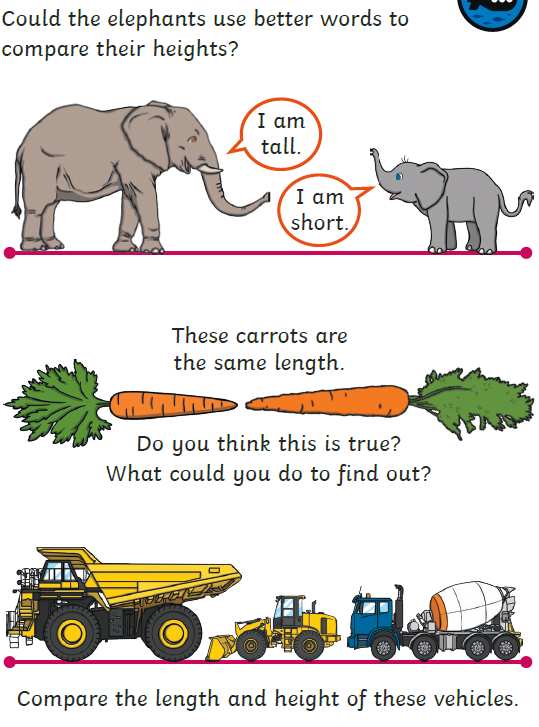 Could the elephants use better words to
compare their heights?
I am
tall.
I am
short.
These carrots are
the same length.
Do you think this is true?
What could you do to find out?
Compare the length and height of these vehicles.